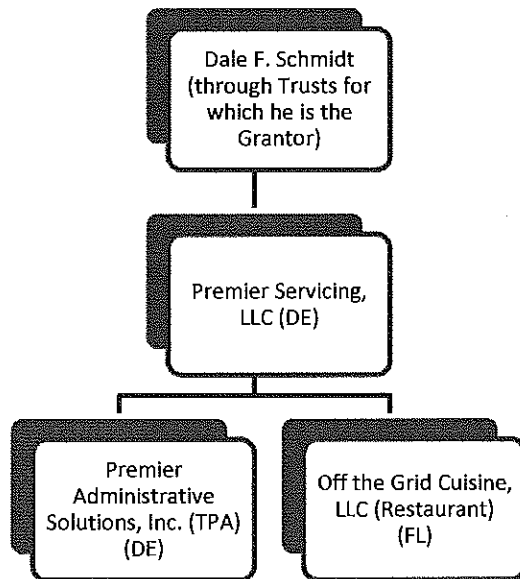 Dale F. Schmidt
(through Trusts for
which he is the
Grantor)
Premier Servicing,
LLC (DE)
Premier
Administrative
Solutions, Inc. (TPA)
(DE)
Off the Grid Cuisine,
LLC (Restaurant)
(FL)